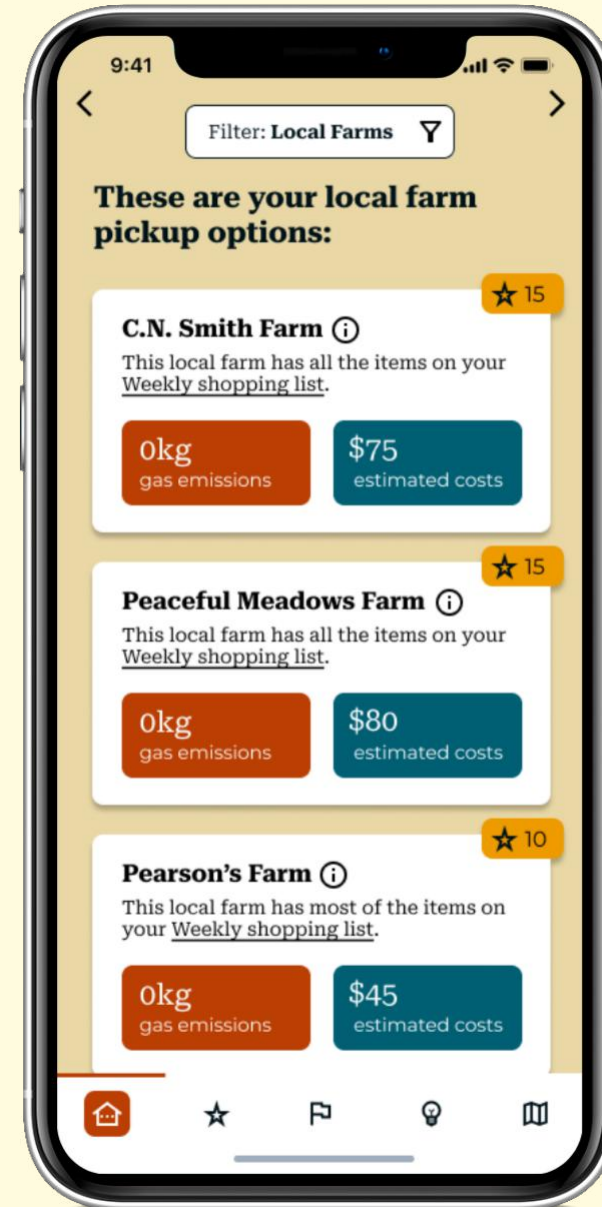 9:41
Filter: Local Farms
These are your local farm
pickup options:
15
C.N. Smith Farm
This local farm has all the items on your
Weekly shopping list.
0kg
gas emissions
$75
estimated costs
15
Peaceful Meadows Farm
This local farm has all the items on your
Weekly shopping list.
0kg
gas emissions
$80
estimated costs
10
Pearson’s Farm
This local farm has most of the items on
your Weekly shopping list.
0kg
gas emissions
$45
estimated costs